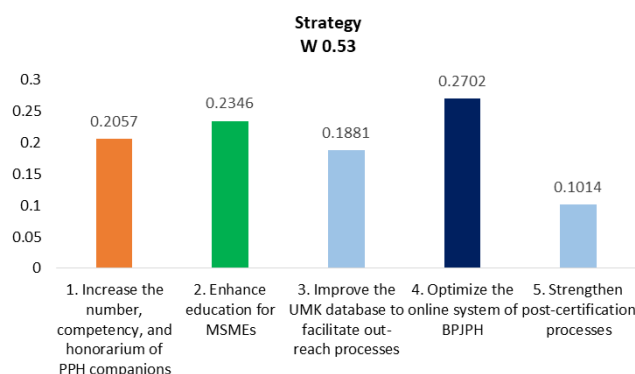 Strategy
W 0.53
0.3
0.25
0.2
0.15
0.1
0.05
0
0.2057
0.2346
0.1881
0.2702
0.1014
1. Increase the
number,
competency, and
honorarium of
PPH companions
2. Enhance
education for
MSMEs
3. Improve the
UMK database to
facilitate out-
reach processes
4. Optimize the
online system of
BPJPH
5. Strengthen
post-certification
processes